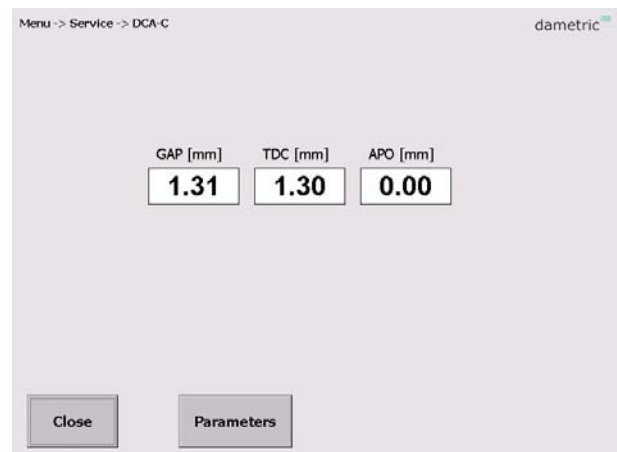 Menu -> Service -> DCA-C dametric
GAP [mm] TDC [mm] APO [mm]
1.31 1.30 0.00
Close Parameters